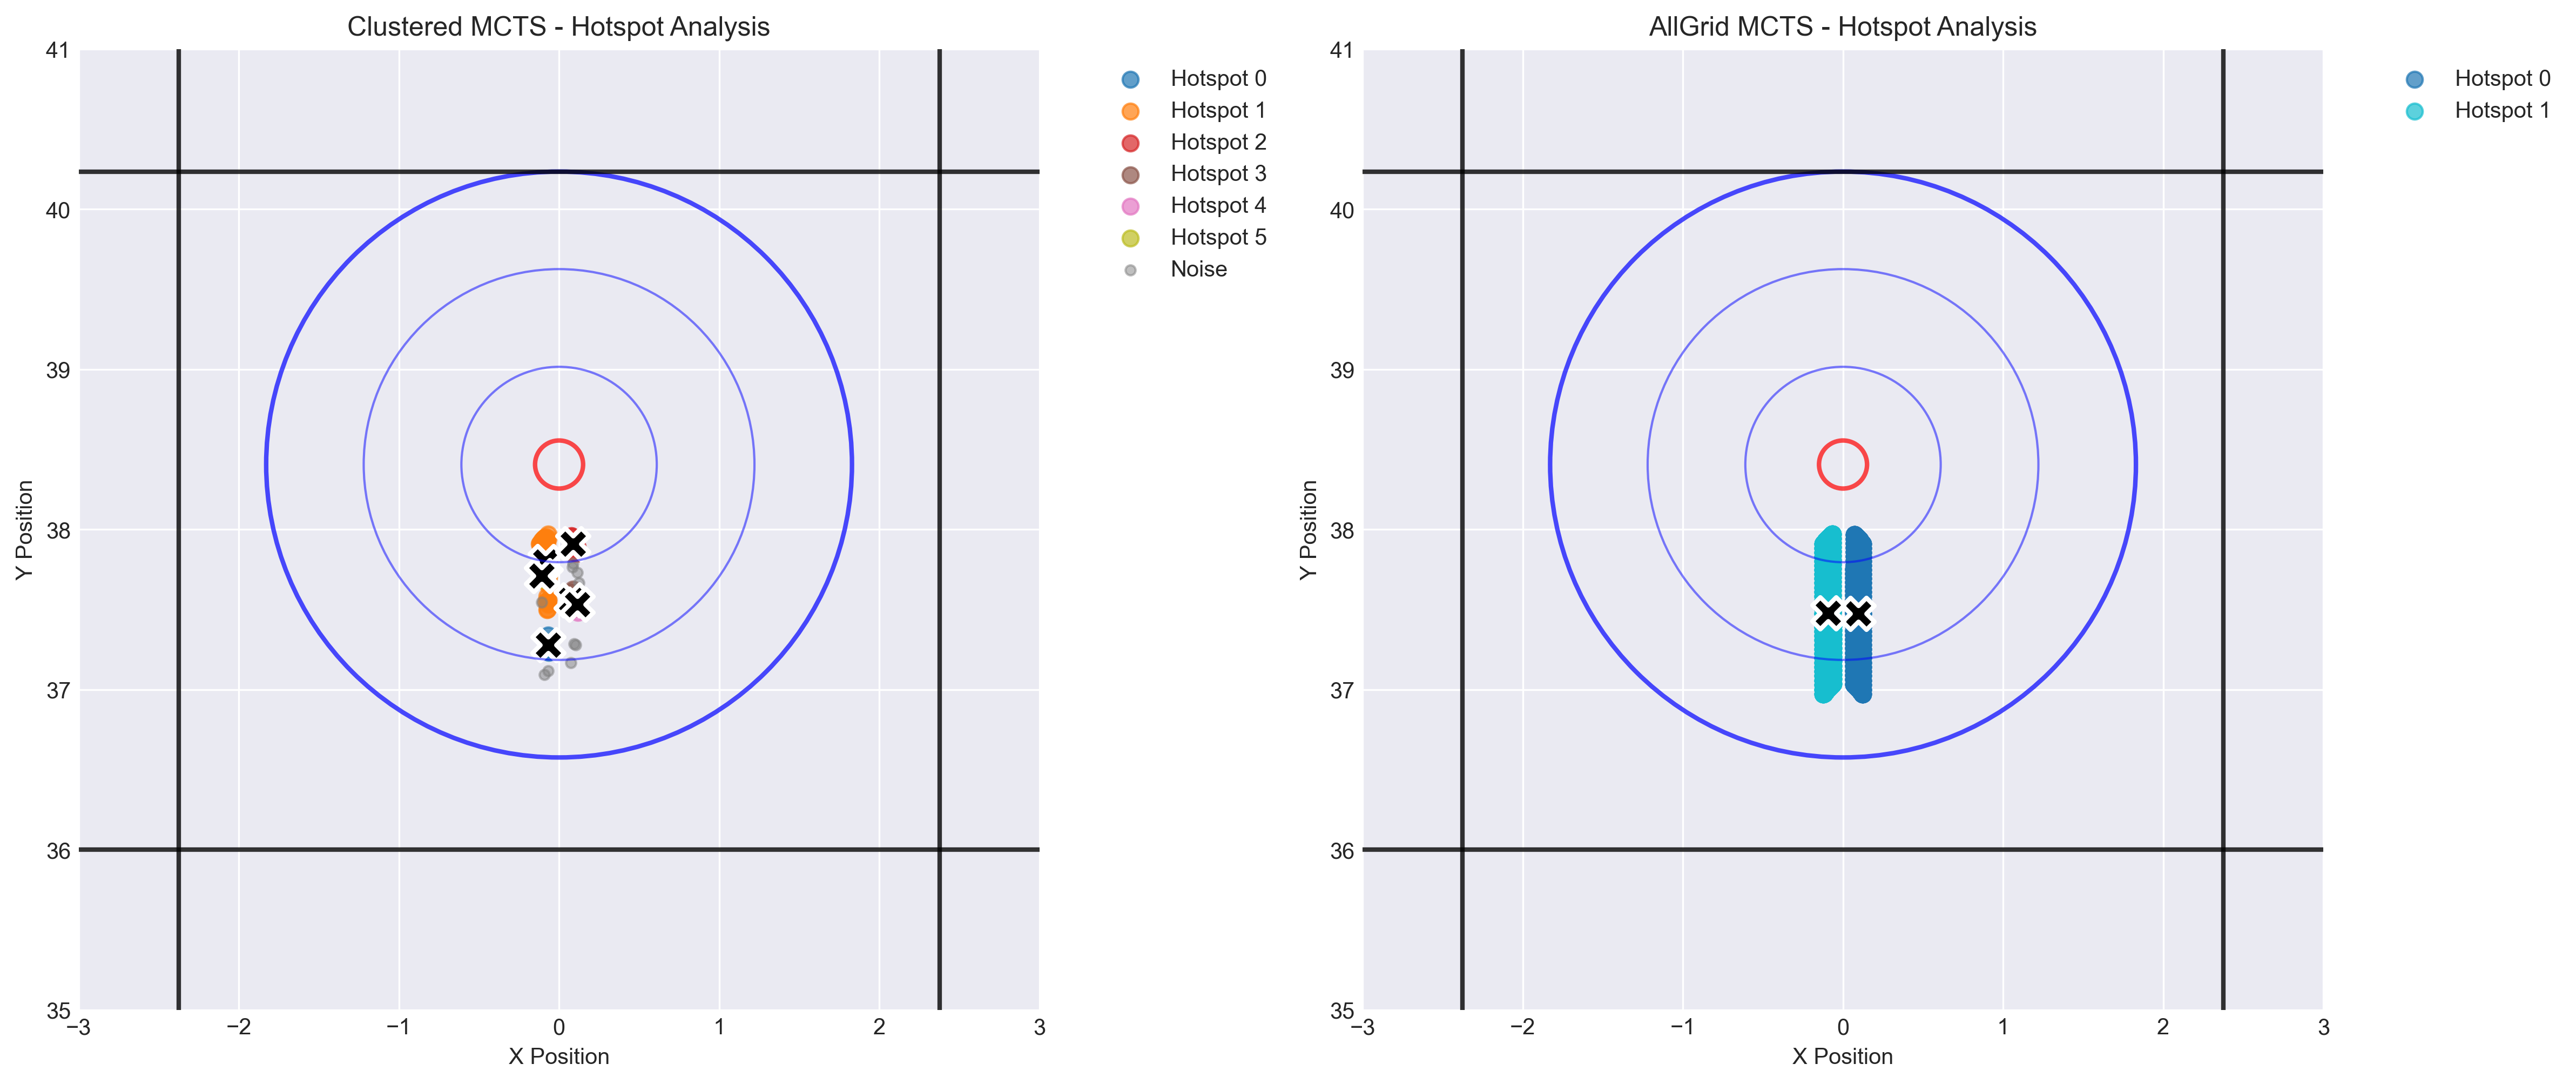 Clustered MCTS - Hotspot Analysis
41
40
39
38
37
36
35
−3
−2
−1
0
1
2
3
X Position
Y Position
Hotspot 0
Hotspot 1
Hotspot 2
Hotspot 3
Hotspot 4
Hotspot 5
Noise
AllGrid MCTS - Hotspot Analysis
41
40
39
38
37
36
35
−3
−2
−1
0
1
2
3
X Position
Y Position
Hotspot 0
Hotspot 1